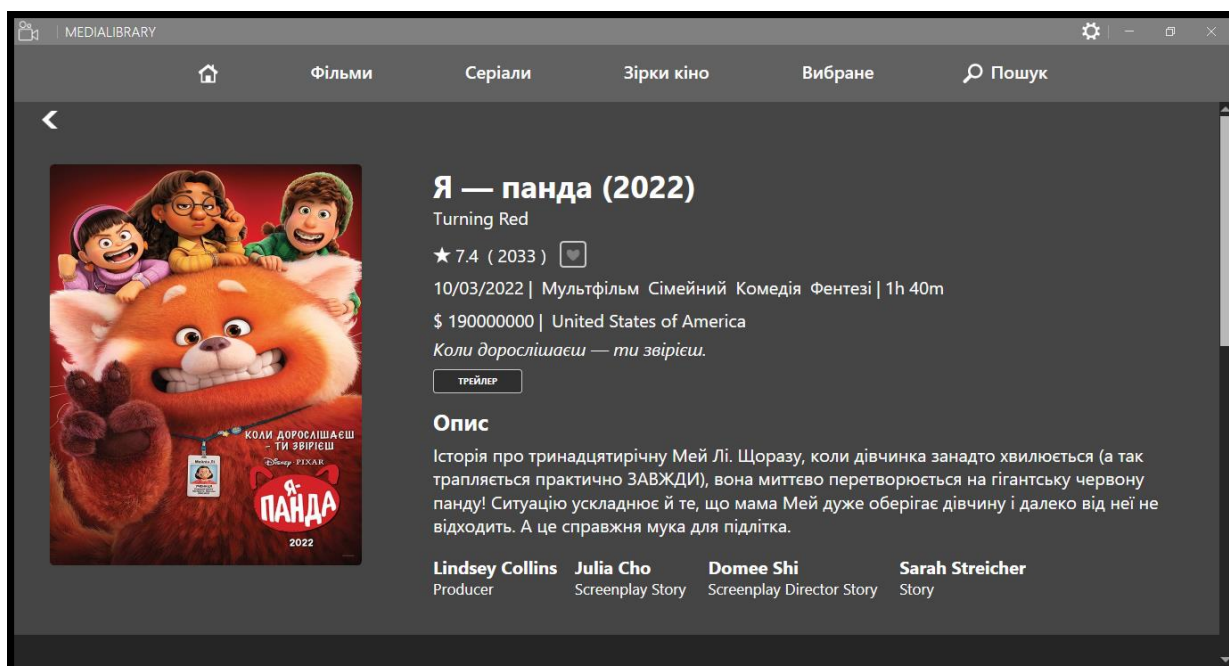 MEDIALIBRARY
Фільми Серіали Зірки кіно Вибране Пошук
Я — панда (2022)
Turning Red
★ 7.4 ( 2033 )
10/03/2022 | Мультфільм Сімейний Комедія Фентезі | 1h 40m
$ 190000000 | United States of America
Коли дорослішаєш — ти звірієш.
ТРЕЙЛЕР
Опис
Історія про тринадцятирічну Мей Лі. Щоразу, коли дівчинка занадто хвилюється (а так
трапляється практично ЗАВЖДИ), вона миттєво перетворюється на гігантську червону
панду! Ситуацію ускладнює й те, що мама Мей дуже оберігає дівчину і далеко від неї не
відходить. А це справжня мука для підлітка.
Lindsey Collins Julia Cho Domee Shi Sarah Streicher
Producer Screenplay Story Screenplay Director Story Story
КОЛИ ДОРОСЛІШАЄШ
– ТИ ЗВІРІЄШ
Disney PIXAR
Я-
ПАНДА
2022